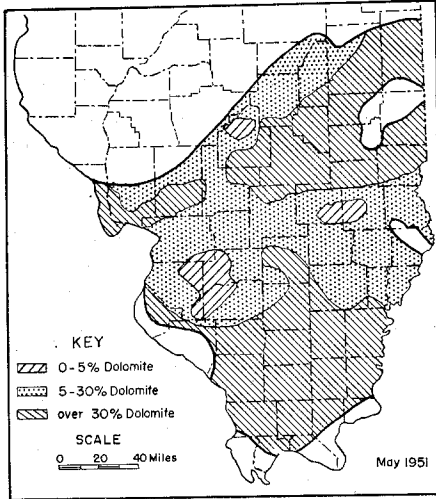 KEY
0-5% Dolomite
5-30% Dolomite
over 30% Dolomite
SCALE
0 20 40 Miles
May 1951